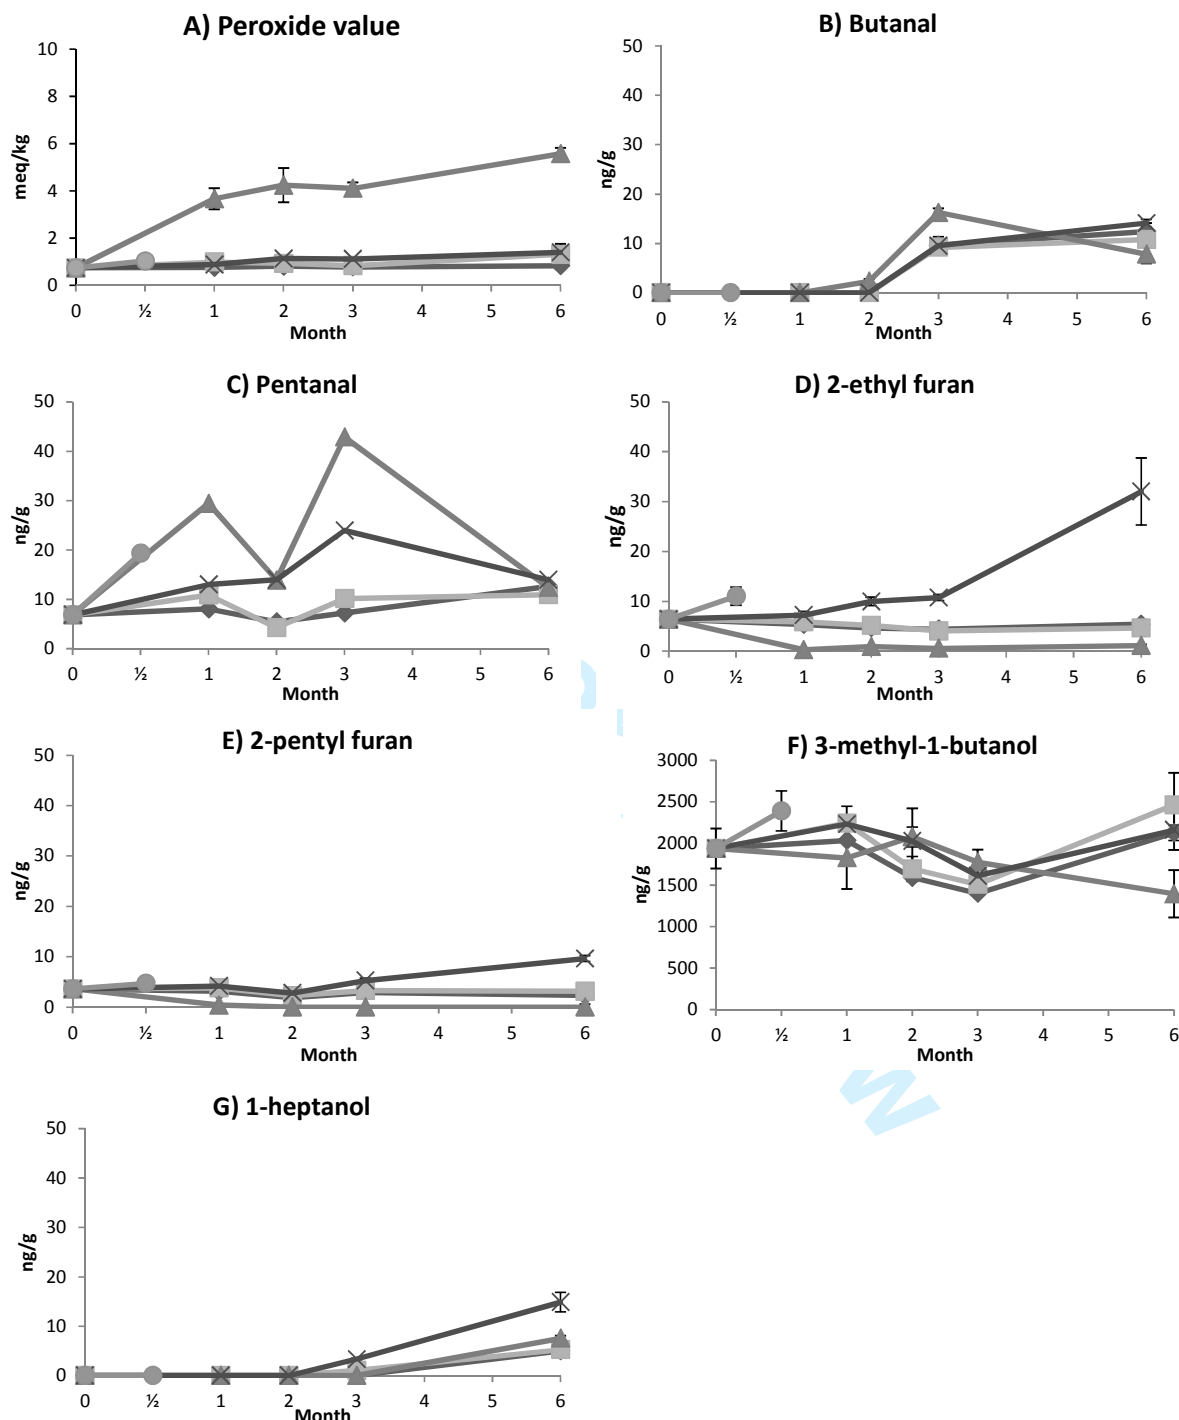 A) Peroxide value
10
8
6
4
2
0
meq/kg
0 ½ 1 2 3 4 5 6
Month
B) Butanal
50
40
30
20
10
0
ng/g
0 ½ 1 2 3 4 5 6
Month
C) Pentanal
50
40
30
20
10
0
ng/g
0 ½ 1 2 3 4 5 6
Month
D) 2-ethyl furan
50
40
30
20
10
0
ng/g
0 ½ 1 2 3 4 5 6
Month
E) 2-pentyl furan
50
40
30
20
10
0
ng/g
0 ½ 1 2 3 4 5 6
Month
F) 3-methyl-1-butanol
3000
2500
2000
1500
1000
500
0
ng/g
0 ½ 1 2 3 4 5 6
Month
G) 1-heptanol
50
40
30
20
10
0
ng/g
0 ½ 1 2 3 4 5 6
Month